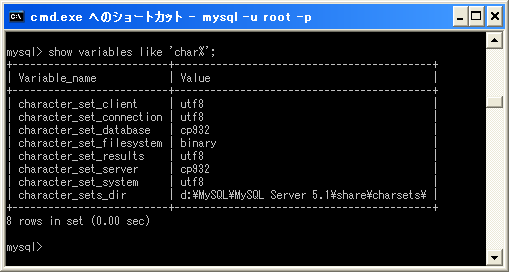 cmd.exe へのショートカット - mysql -u root -p
mysql> show variables like 'char%';
+--------------------------+-----------------------------------------+
| Variable_name | Value |
+--------------------------+-----------------------------------------+
| character_set_client | utf8 |
| character_set_connection | utf8 |
| character_set_database | cp932 |
| character_set_filesystem | binary |
| character_set_results | utf8 |
| character_set_server | cp932 |
| character_set_system | utf8 |
| character_sets_dir | d:¥MySQL¥MySQL Server 5.1¥share¥charsets¥ |
+--------------------------+-----------------------------------------+
8 rows in set (0.00 sec)
mysql>